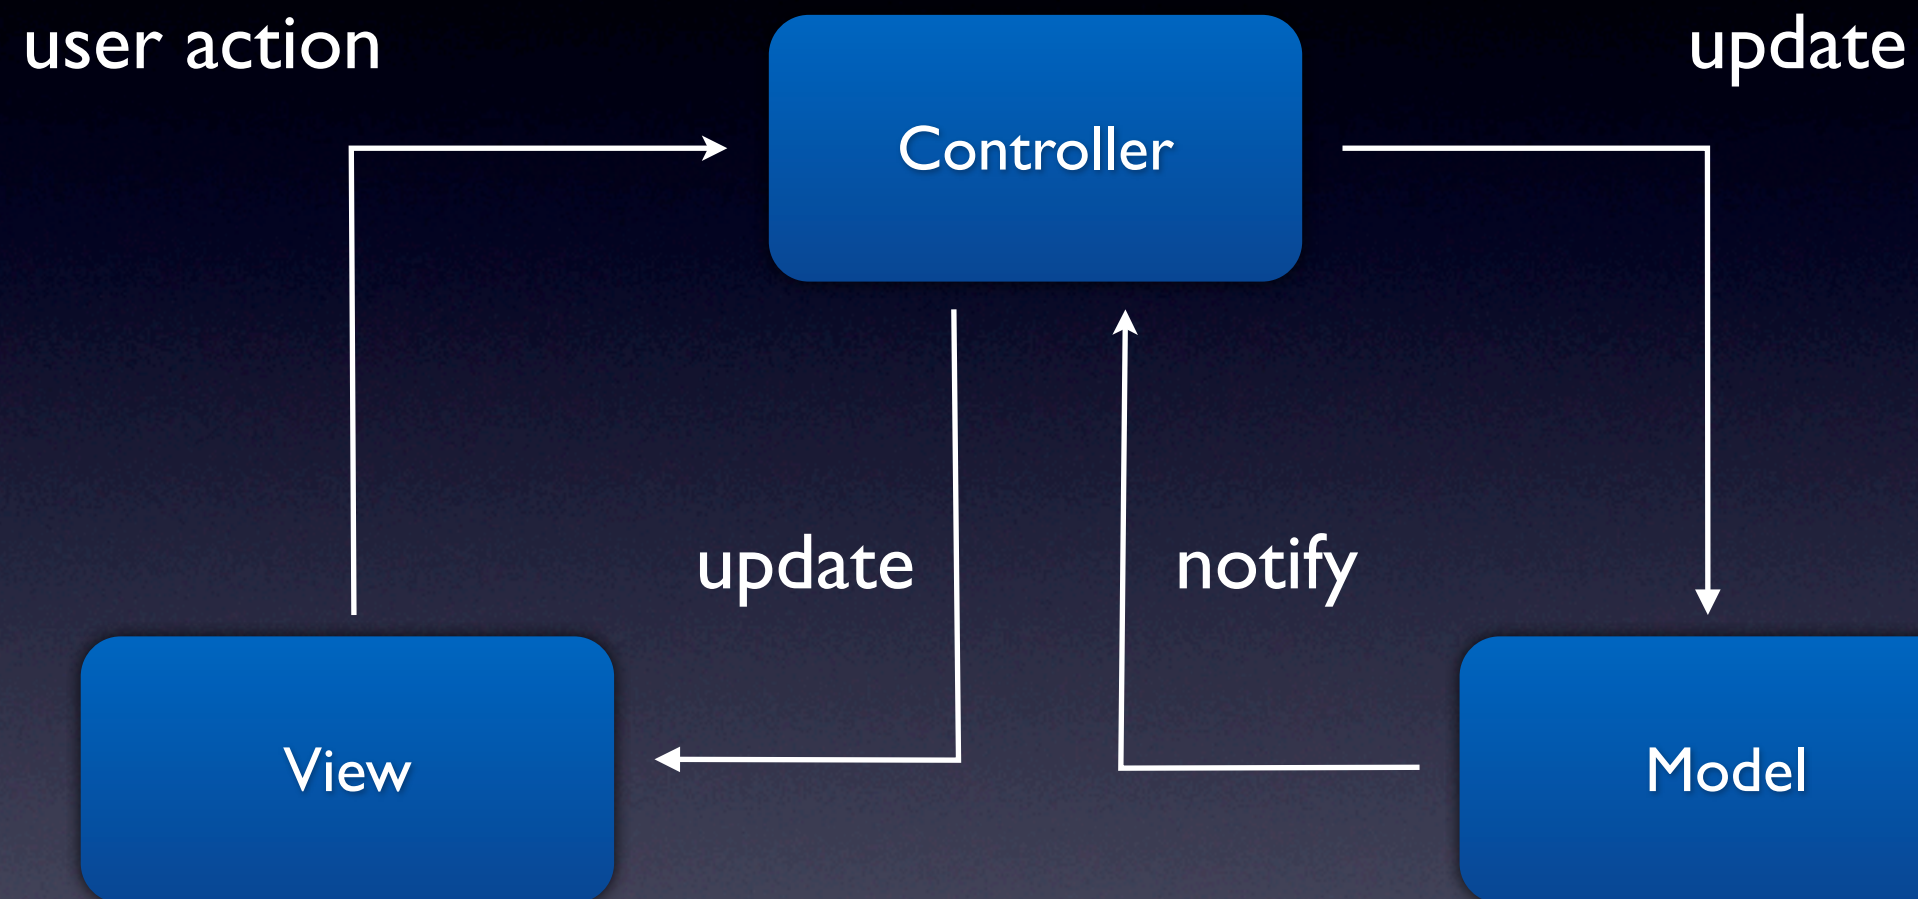 user action
update
Controller
update
notify
View
Model